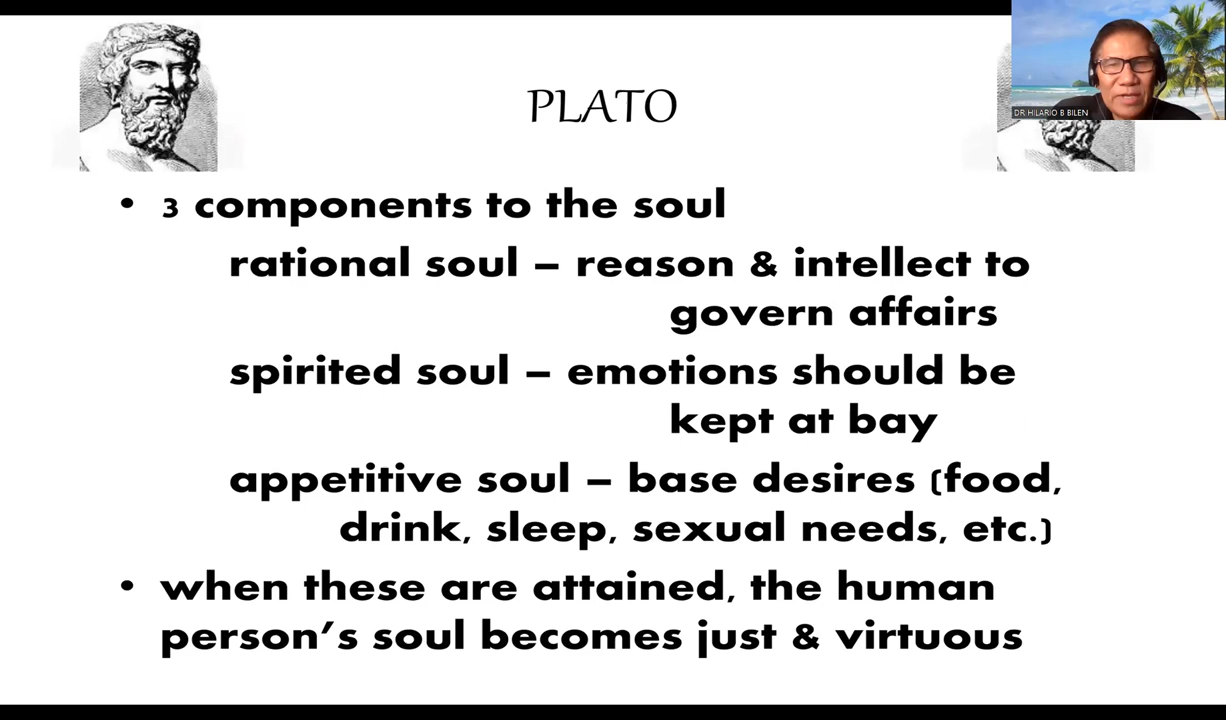 PLATO
DR HILARIO B BILEN
• 3 components to the soul
rational soul – reason & intellect to
govern affairs
spirited soul – emotions should be
kept at bay
appetitive soul – base desires (food,
drink, sleep, sexual needs, etc.)
• when these are attained, the human
person's soul becomes just & virtuous